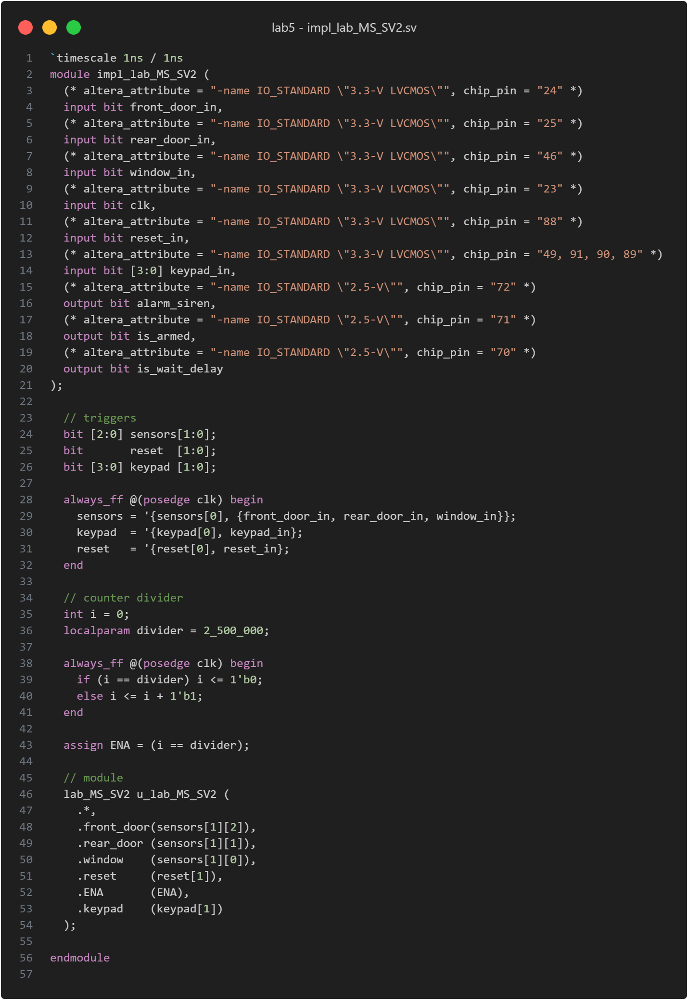 lab5 - impl_lab_MS_SV2.sv
1 `timescale 1ns / 1ns
2 module impl_lab_MS_SV2 (
3   (* altera_attribute = "-name IO_STANDARD \"3.3-V LVCMOS\"", chip_pin = "24" *)
4   input bit front_door_in,
5   (* altera_attribute = "-name IO_STANDARD \"3.3-V LVCMOS\"", chip_pin = "25" *)
6   input bit rear_door_in,
7   (* altera_attribute = "-name IO_STANDARD \"3.3-V LVCMOS\"", chip_pin = "46" *)
8   input bit window_in,
9   (* altera_attribute = "-name IO_STANDARD \"3.3-V LVCMOS\"", chip_pin = "23" *)
10   input bit clk,
11   (* altera_attribute = "-name IO_STANDARD \"3.3-V LVCMOS\"", chip_pin = "88" *)
12   input bit reset_in,
13   (* altera_attribute = "-name IO_STANDARD \"3.3-V LVCMOS\"", chip_pin = "49, 91, 90, 89" *)
14   input bit [3:0] keypad_in,
15   (* altera_attribute = "-name IO_STANDARD \"2.5-V\"", chip_pin = "72" *)
16   output bit alarm_siren,
17   (* altera_attribute = "-name IO_STANDARD \"2.5-V\"", chip_pin = "71" *)
18   output bit is_armed,
19   (* altera_attribute = "-name IO_STANDARD \"2.5-V\"", chip_pin = "70" *)
20   output bit is_wait_delay
21 );
22
23   // triggers
24   bit [2:0] sensors[1:0];
25   bit       reset  [1:0];
26   bit [3:0] keypad [1:0];
27
28   always_ff @(posedge clk) begin
29     sensors = '{sensors[0], {front_door_in, rear_door_in, window_in}};
30     keypad  = '{keypad[0], keypad_in};
31     reset   = '{reset[0], reset_in};
32   end
33
34   // counter divider
35   int i = 0;
36   localparam divider = 2_500_000;
37
38   always_ff @(posedge clk) begin
39     if (i == divider) i <= 1'b0;
40     else i <= i + 1'b1;
41   end
42
43   assign ENA = (i == divider);
44
45   // module
46   lab_MS_SV2 u_lab_MS_SV2 (
47     .*,
48     .front_door(sensors[1][2]),
49     .rear_door (sensors[1][1]),
50     .window    (sensors[1][0]),
51     .reset     (reset[1]),
52     .ENA       (ENA),
53     .keypad    (keypad[1])
54   );
55
56 endmodule
57